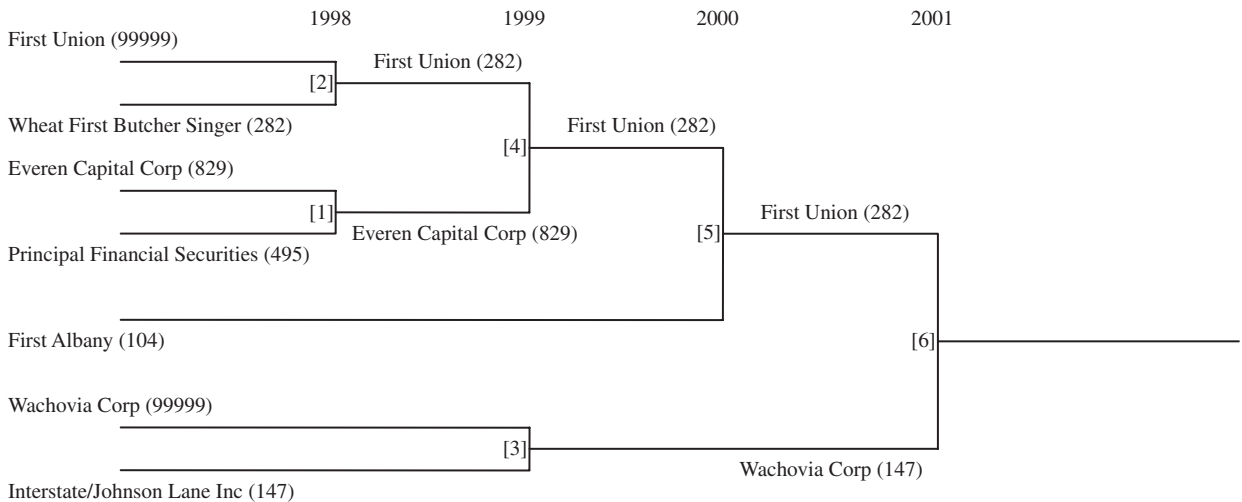 1998 1999 2000 2001
First Union (99999)
First Union (282)
[2]
Wheat First Butcher Singer (282)
First Union (282)
[4]
Everen Capital Corp (829)
[1]
First Union (282)
Everen Capital Corp (829)
[5]
Principal Financial Securities (495)
First Albany (104)
[6]
Wachovia Corp (99999)
[3]
Wachovia Corp (147)
Interstate/Johnson Lane Inc (147)